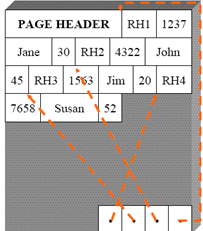 PAGE HEADER RH1 1237
Jane 30 RH2 4322 John
45 RH3 1563 Jim 20 RH4
7658 Susan 52